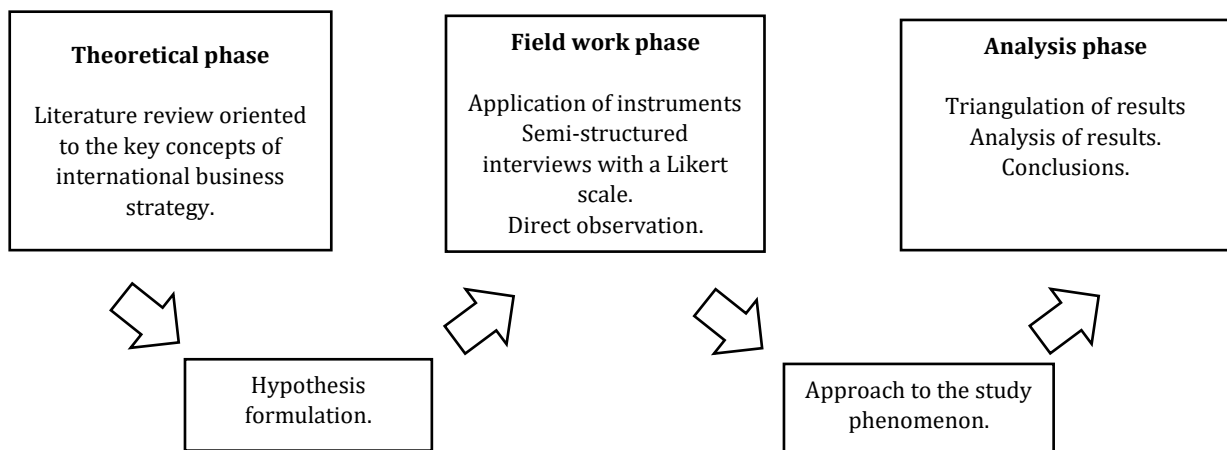 Theoretical phase
Literature review oriented
to the key concepts of
international business
strategy.
Hypothesis
formulation.
Field work phase
Application of instruments
Semi-structured
interviews with a Likert
scale.
Direct observation.
Approach to the study
phenomenon.
Analysis phase
Triangulation of results
Analysis of results.
Conclusions.